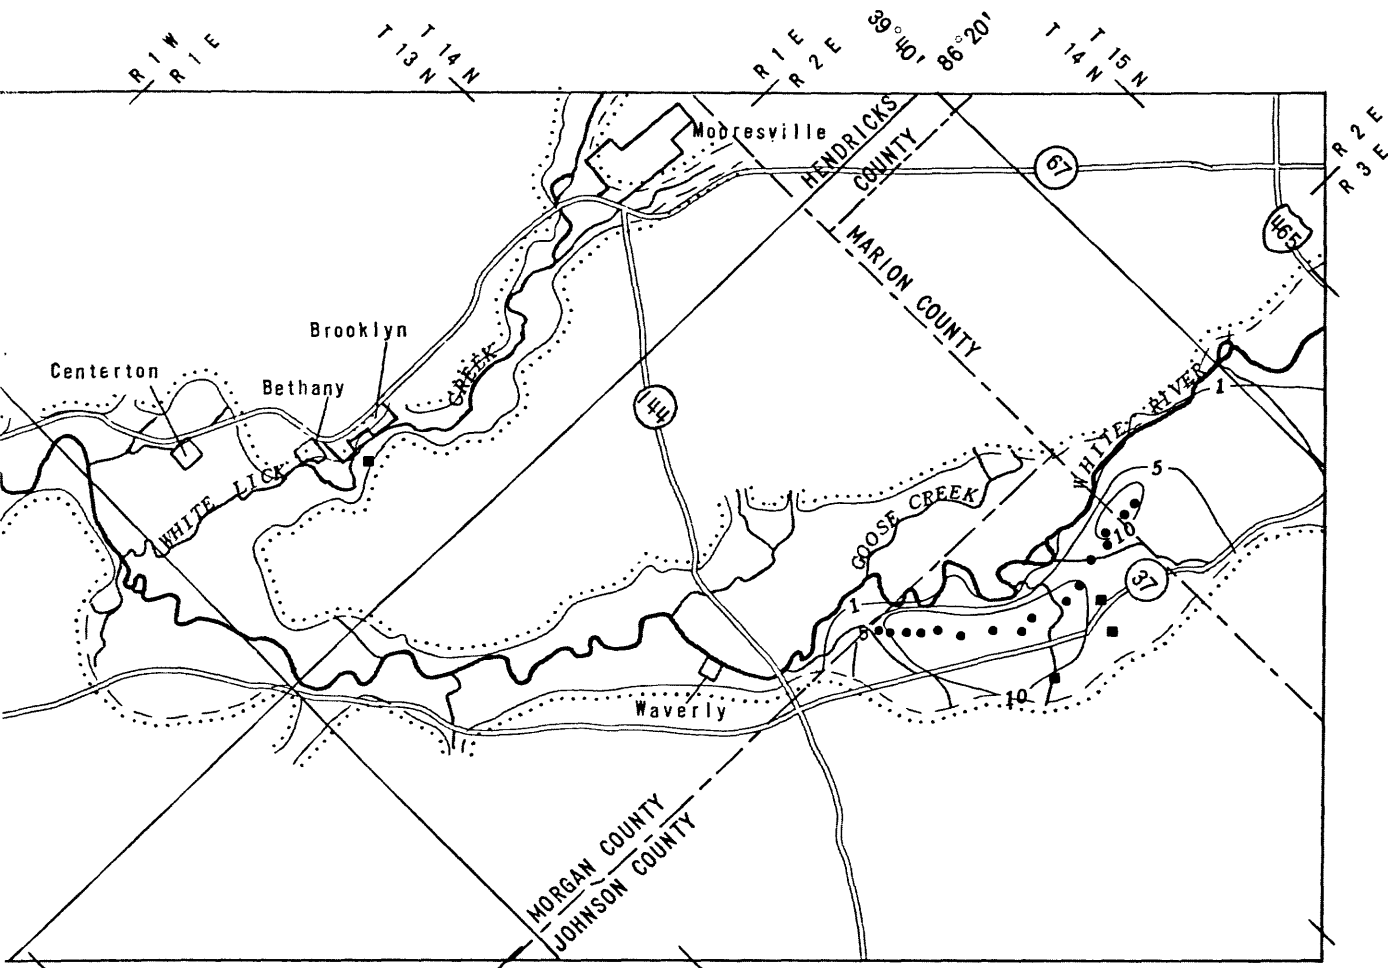 R 1 W
R 1 E
T 14 N
T 13 N
R 1 E
R 2 E
39°40'
86°20'
T 15 N
T 14 N
R 2 E
R 3 E
Mooresville
HENDRICKS
COUNTY
67
465
MARION COUNTY
Brooklyn
Centerton
Bethany
CREEK
144
WHITE RIVER
1
WHITE LICK
GOOSE CREEK
5
10
37
1
5
10
Waverly
MORGAN COUNTY
JOHNSON COUNTY